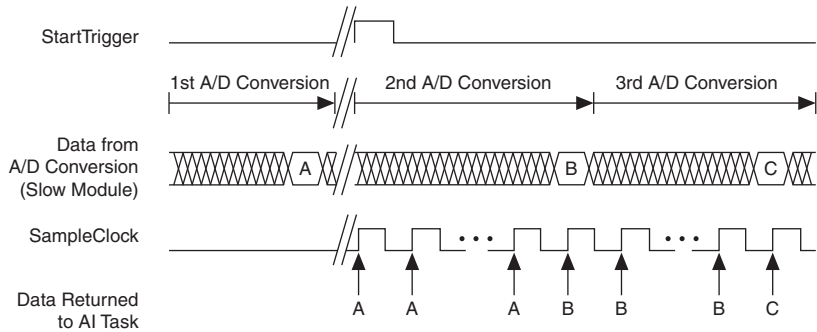 StartTrigger
1st A/D Conversion 2nd A/D Conversion 3rd A/D Conversion
Data from
A/D Conversion
(Slow Module)
A B C
SampleClock
Data Returned
to AI Task
A A A B B B C